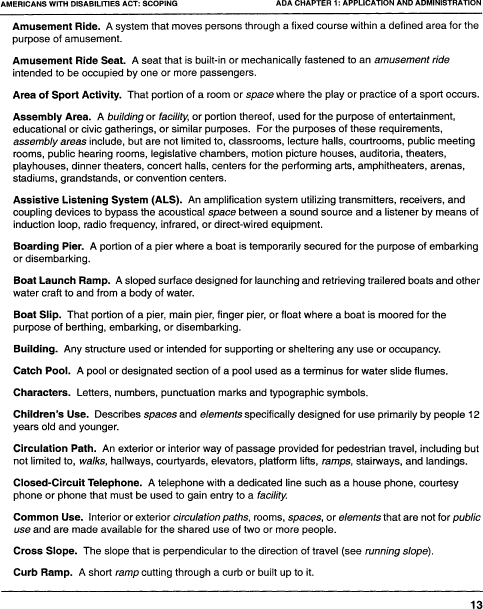 AMERICANS WITH DISABILITIES ACT: SCOPING ADA CHAPTER 1: APPLICATION AND ADMINISTRATION
Amusement Ride. A system that moves persons through a fixed course within a defined area for the
purpose of amusement.
Amusement Ride Seat. A seat that is built-in or mechanically fastened to an amusement ride
intended to be occupied by one or more passengers.
Area of Sport Activity. That portion of a room or space where the play or practice of a sport occurs.
Assembly Area. A building or facility, or portion thereof, used for the purpose of entertainment,
educational or civic gatherings, or similar purposes. For the purposes of these requirements,
assembly areas include, but are not limited to, classrooms, lecture halls, courtrooms, public meeting
rooms, public hearing rooms, legislative chambers, motion picture houses, auditoria, theaters,
playhouses, dinner theaters, concert halls, centers for the performing arts, amphitheaters, arenas,
stadiums, grandstands, or convention centers.
Assistive Listening System (ALS). An amplification system utilizing transmitters, receivers, and
coupling devices to bypass the acoustical space between a sound source and a listener by means of
induction loop, radio frequency, infrared, or direct-wired equipment.
Boarding Pier. A portion of a pier where a boat is temporarily secured for the purpose of embarking
or disembarking.
Boat Launch Ramp. A sloped surface designed for launching and retrieving trailered boats and other
water craft to and from a body of water.
Boat Slip. That portion of a pier, main pier, finger pier, or float where a boat is moored for the
purpose of berthing, embarking, or disembarking.
Building. Any structure used or intended for supporting or sheltering any use or occupancy.
Catch Pool. A pool or designated section of a pool used as a terminus for water slide flumes.
Characters. Letters, numbers, punctuation marks and typographic symbols.
Children's Use. Describes spaces and elements specifically designed for use primarily by people 12
years old and younger.
Circulation Path. An exterior or interior way of passage provided for pedestrian travel, including but
not limited to, walks, hallways, courtyards, elevators, platform lifts, ramps, stairways, and landings.
Closed-Circuit Telephone. A telephone with a dedicated line such as a house phone, courtesy
phone or phone that must be used to gain entry to a facility.
Common Use. Interior or exterior circulation paths, rooms, spaces, or elements that are not for public
use and are made available for the shared use of two or more people.
Cross Slope. The slope that is perpendicular to the direction of travel (see running slope).
Curb Ramp. A short ramp cutting through a curb or built up to it.
13